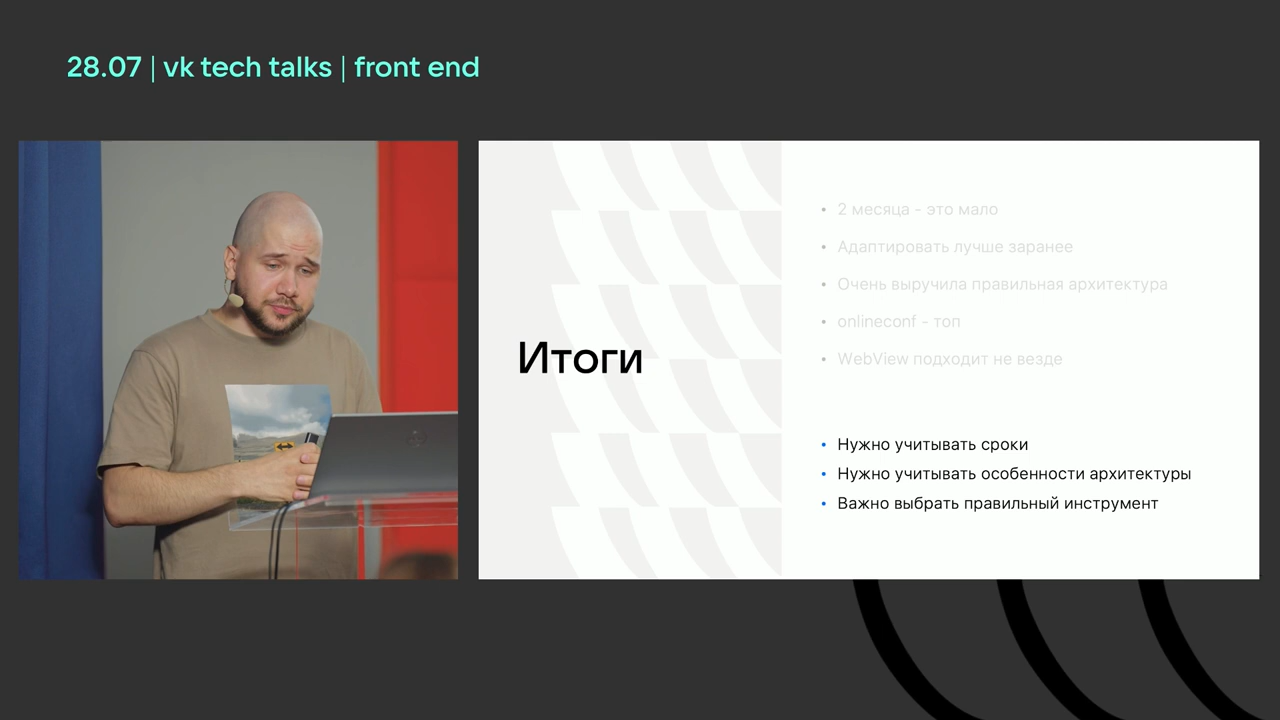 28.07 | vk tech talks | front end
Итоги
• 2 месяца - это мало
• Адаптировать лучше заранее
• Очень выручила правильная архитектура
• onlineconf - топ
• WebView подходит не везде
• Нужно учитывать сроки
• Нужно учитывать особенности архитектуры
• Важно выбрать правильный инструмент